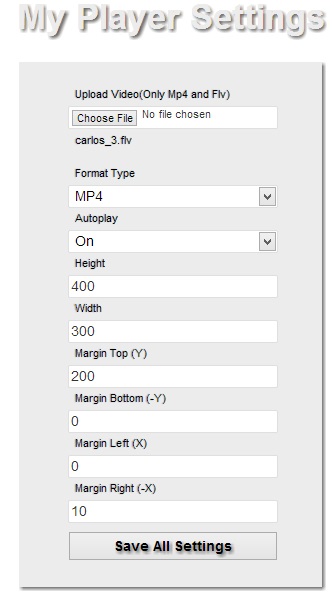 My Player Settings
Upload Video(Only Mp4 and Flv)
Choose File No file chosen
carlos_3.flv
Format Type
MP4
Autoplay
On
Height
400
Width
300
Margin Top (Y)
200
Margin Bottom (-Y)
0
Margin Left (X)
0
Margin Right (-X)
10
Save All Settings